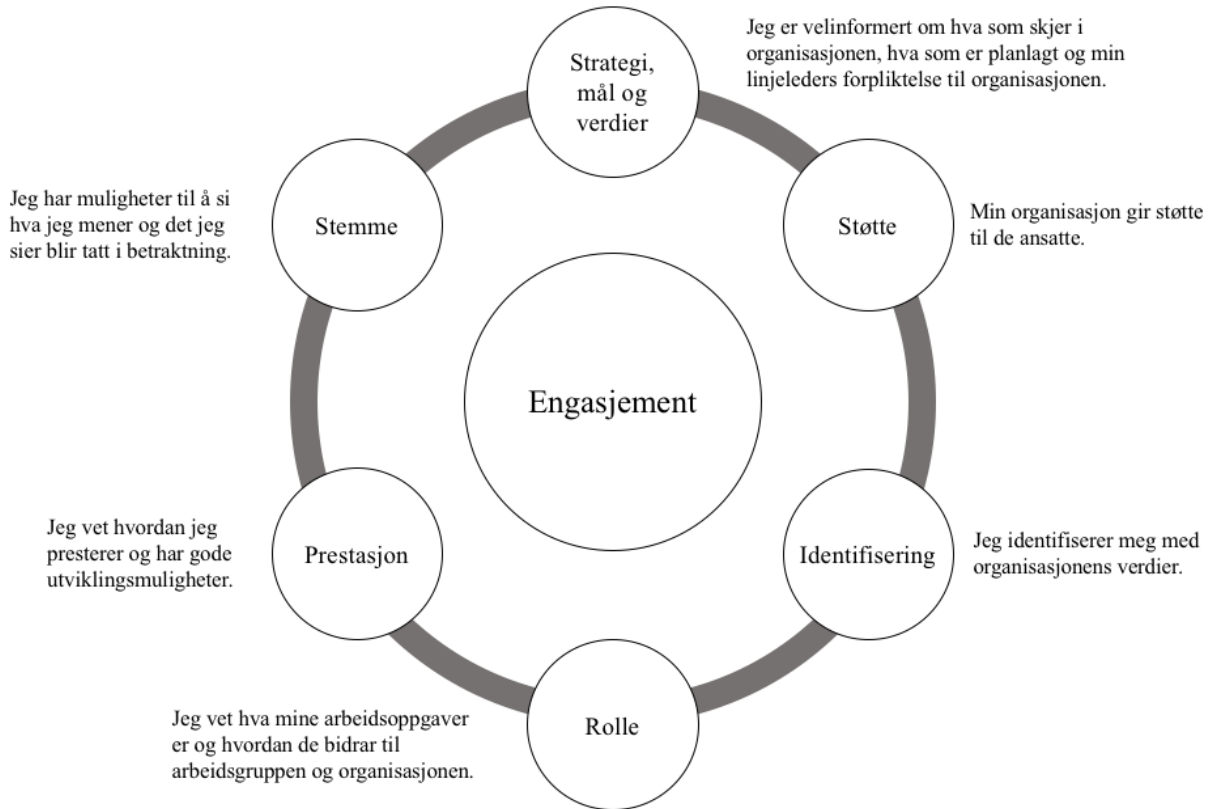 Strategi,
mål og
verdier
Jeg er velinformert om hva som skjer i
organisasjonen, hva som er planlagt og min
linjeleders forpliktelse til organisasjonen.
Støtte
Min organisasjon gir støtte
til de ansatte.
Identifisering
Jeg identifiserer meg med
organisasjonens verdier.
Rolle
Jeg vet hva mine arbeidsoppgaver
er og hvordan de bidrar til
arbeidsgruppen og organisasjonen.
Prestasjon
Jeg vet hvordan jeg
presterer og har gode
utviklingsmuligheter.
Stemme
Jeg har muligheter til å si
hva jeg mener og det jeg
sier blir tatt i betraktning.
Engasjement